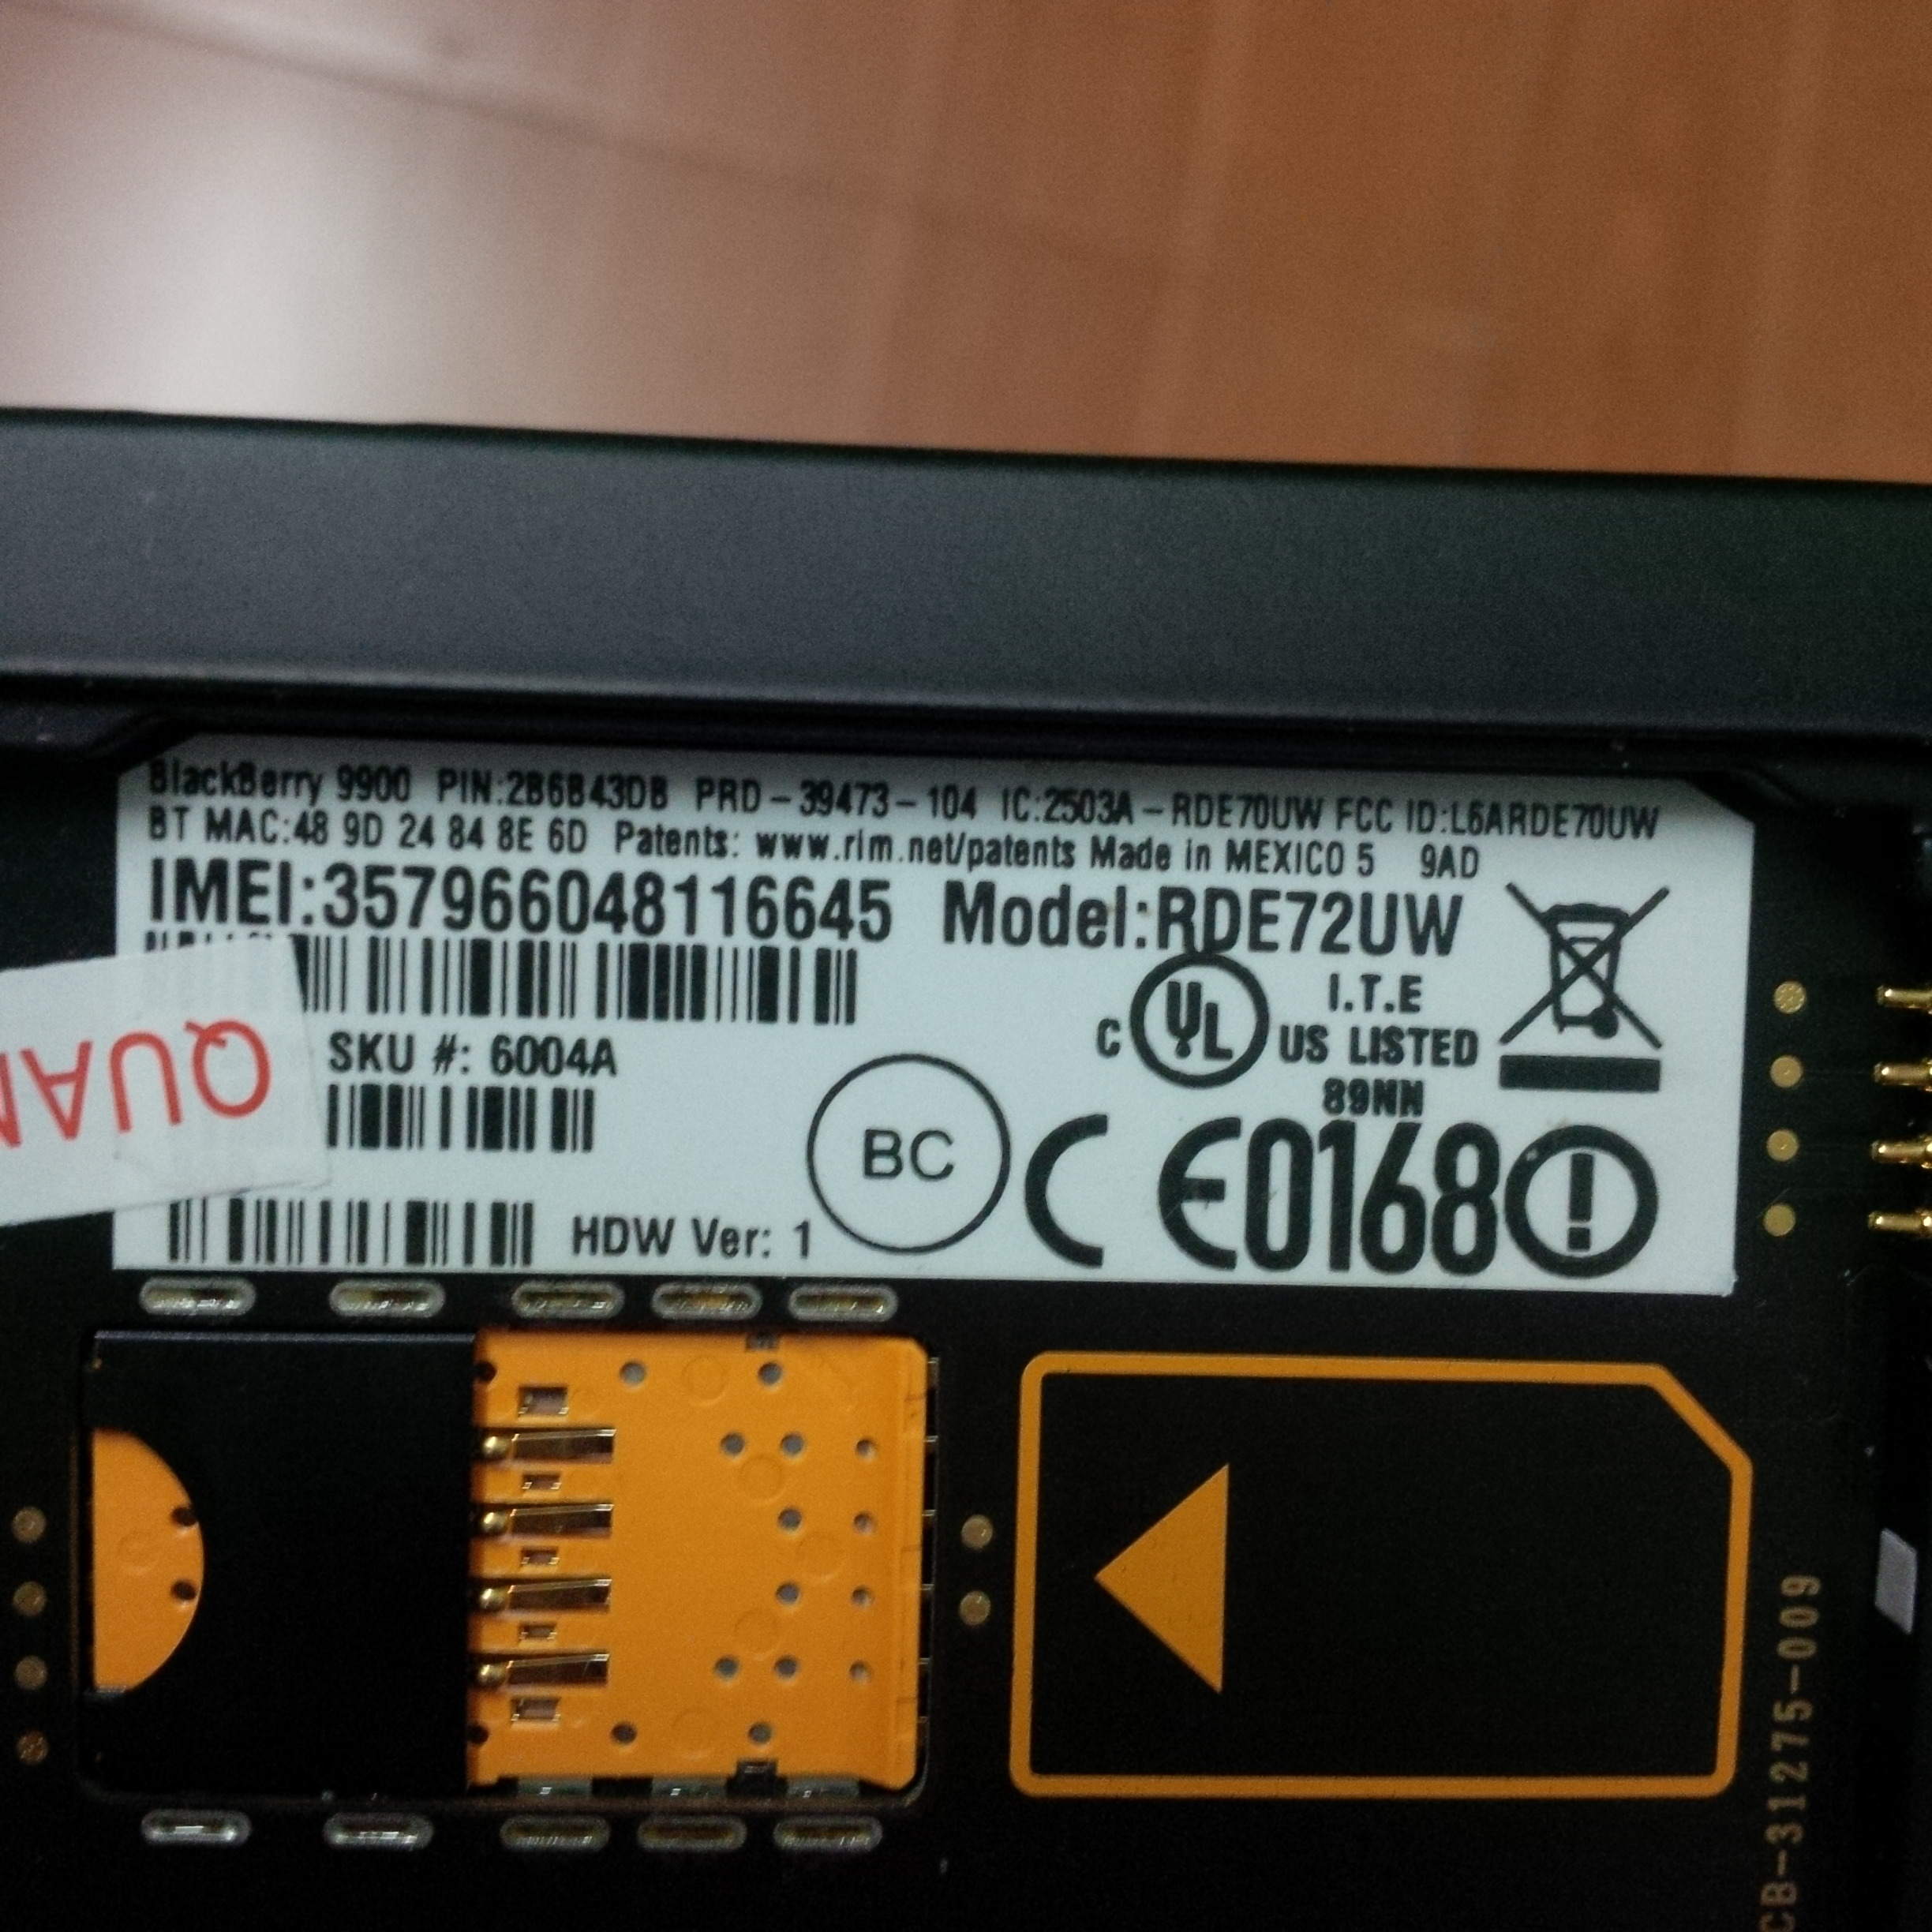 BlackBerry 9900 PIN:2B6B43DB PRD-39473-104 IC:2503A-RDE70UW FCC ID:L6ARDE70UW
BT MAC:48 9D 24 84 8E 6D Patents: www.rim.net/patents Made in MEXICO 5 9AD
IMEI:357966048116645 Model:RDE72UW
C UL US LISTED
I.T.E
89NN
SKU #: 6004A
QUAN
BC
CE0168!
HDW Ver: 1
CB-31275-009